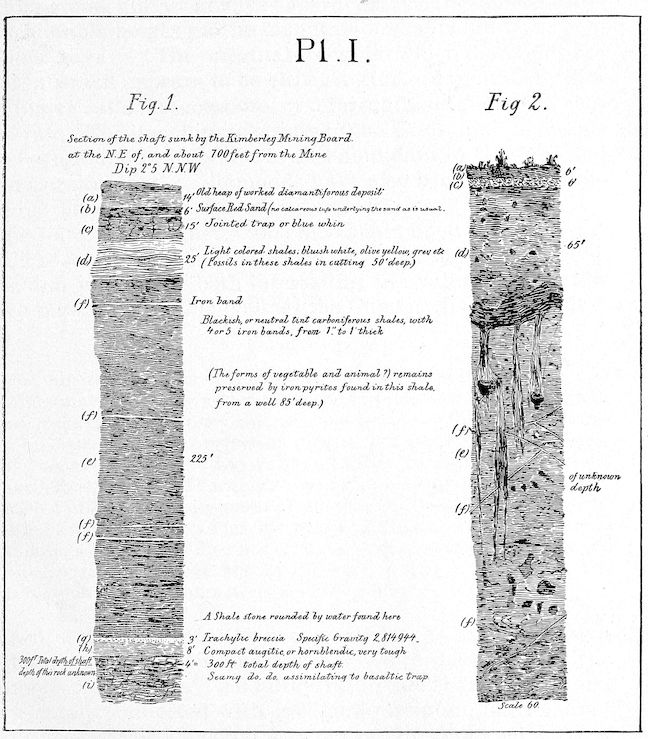 Pl. I.
Fig. 1.
Section of the shaft sunk by the Kimberley Mining Board.
at the N.E of, and about 700 feet from the Mine
Dip 2°5 N.NW
(a) 14' Old heap of worked diamantiferous deposit
(b) 6' Surface Red Sand (no calcareous tufa underlying the sand as is usual.
(c) 15' Jointed trap or blue whin
(d) 25' Light colored shales; bluish white, olive yellow, grey etc
(Fossils in these shales in cutting 30' deep.)
(f) Iron band
Blackish, or neutral tint carboniferous shales, with
4 or 5 iron bands, from 1" to 1' thick
(The forms of vegetable and animal?) remains
preserved by iron pyrites found in this shale,
from a well 85' deep.)
(f)
(e) 225'
(f)
(f)
A Shale stone rounded by water found here
(g) 3' Trachylic breccia Specific Gravity 2,814944.
(h) 8' Compact augitic, or hornblendic, very tough
300ft Total depth of shaft. 4'= 300 ft total depth of shaft.
depth of this rock unknown
(i) Seumg do. do. assimilating to basaltic trap
Fig 2.
(a) 6'
(b)
(c) 6'
(d) 65'
(f)
(e)
of unknown
depth
(f)
(f)
Scale 60.